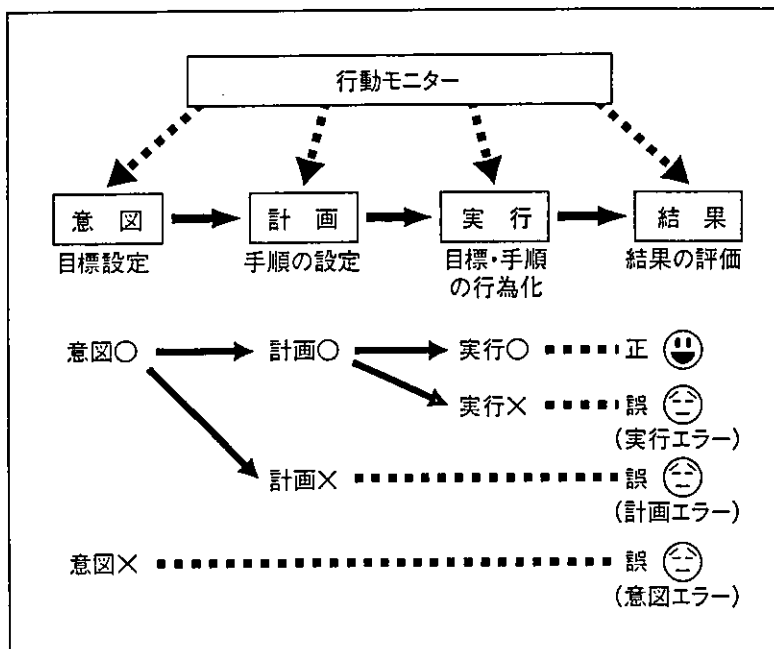 行動モニター
意図 計画 実行 結果
目標設定 手順の設定 目標・手順 結果の評価
の行為化
意図○ 計画○ 実行○ 正
実行× 誤
(実行エラー)
計画× 誤
(計画エラー)
意図× 誤
(意図エラー)